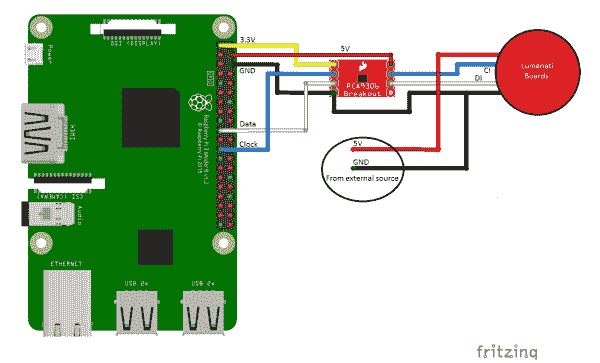 DSI (DISPLAY)
Power
HDMI
CSI (CAMERA)
Audio
ETHERNET
USB 2x
USB 2x
Raspberry Pi 3 Model B v1.2
© Raspberry Pi 2015
3.3V
5V
GND
Data
Clock
PCA9306
Breakout
CI
DI
Lumenati
Boards
5V
GND
From external source
fritzing